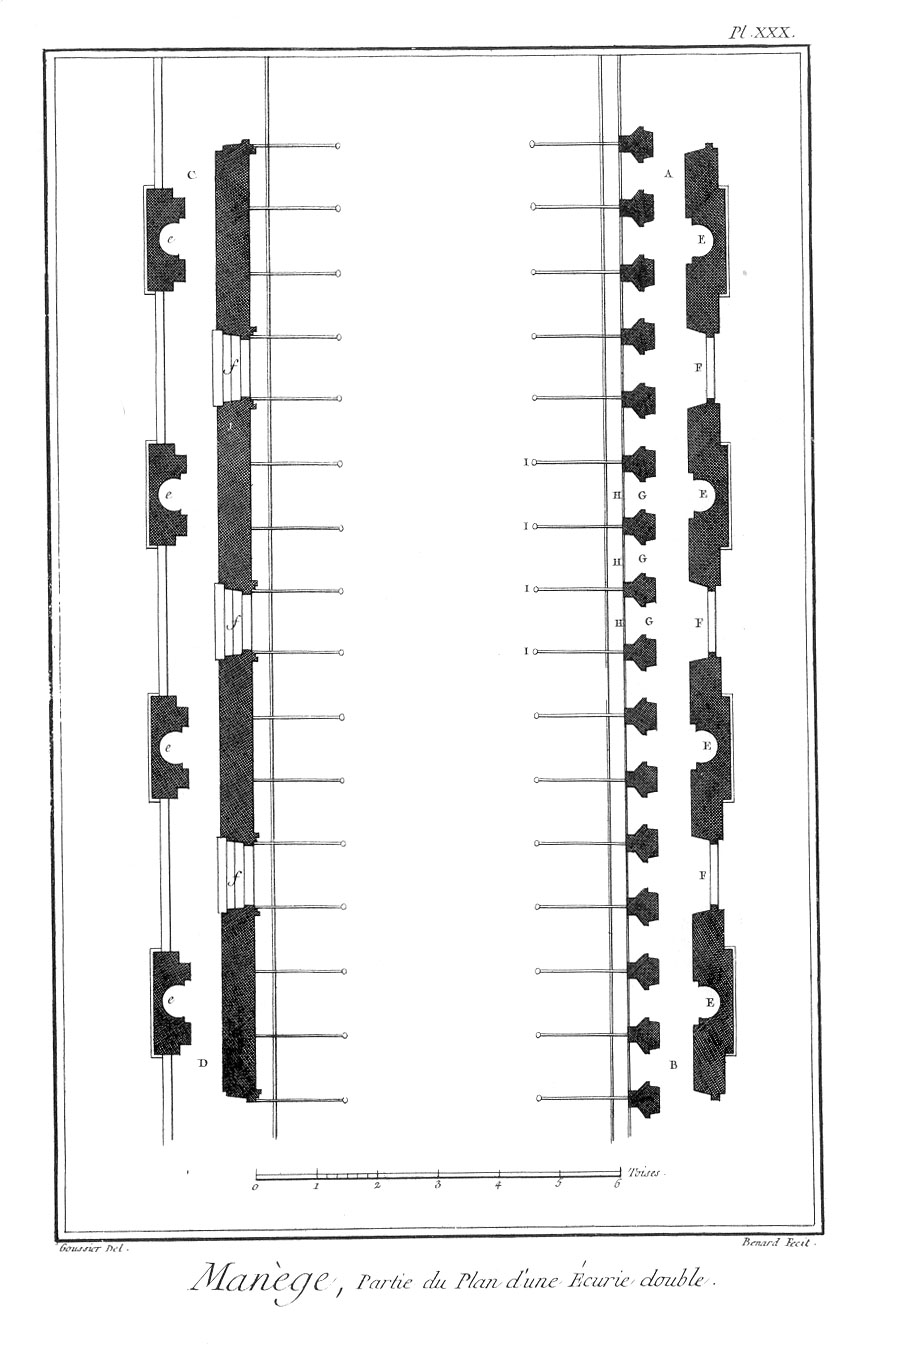 Pl. XXX.
C A
e E
f F
I
e I H G E
I
H G
I
f H G F
I
e E
f F
e E
D B
0 1 2 3 4 5 6 Toises.
Goussier Del. Benard Fecit.
Manège, Partie du Plan d'une Écurie double.